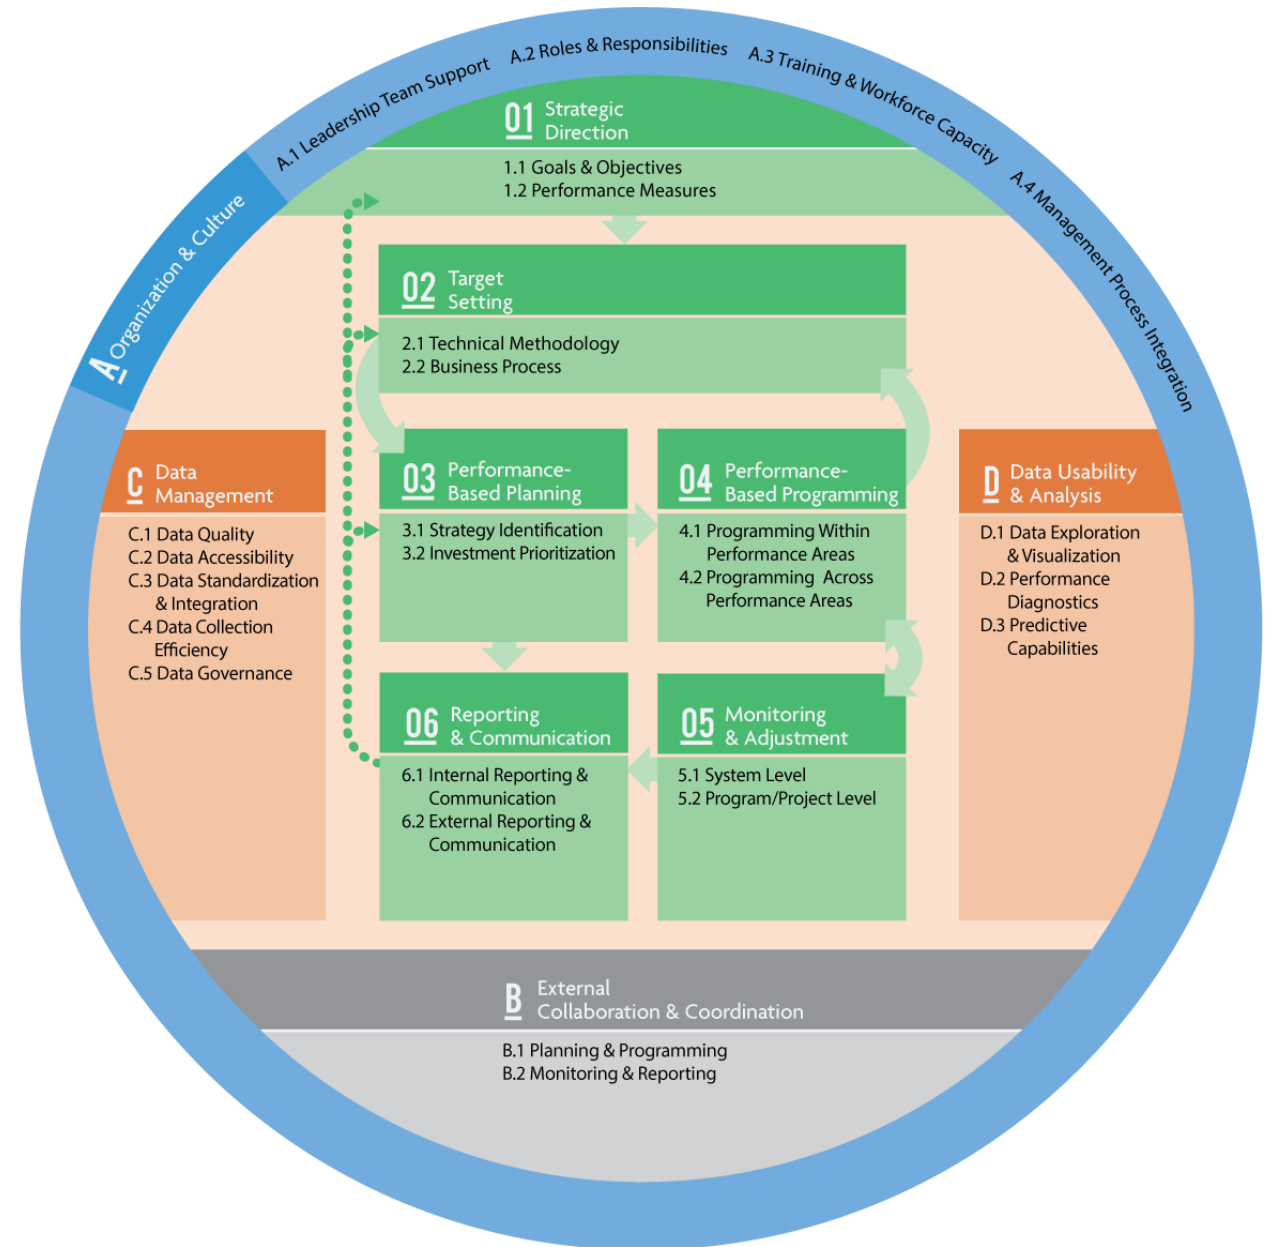 A.1 Leadership Team Support
A.2 Roles & Responsibilities
A.3 Training & Workforce Capacity
A.4 Management Process Integration
A Organization & Culture
01 Strategic
Direction
1.1 Goals & Objectives
1.2 Performance Measures
02 Target
Setting
2.1 Technical Methodology
2.2 Business Process
C Data
Management
C.1 Data Quality
C.2 Data Accessibility
C.3 Data Standardization
& Integration
C.4 Data Collection
Efficiency
C.5 Data Governance
03 Performance-
Based Planning
3.1 Strategy Identification
3.2 Investment Prioritization
04 Performance-
Based Programming
4.1 Programming Within
Performance Areas
4.2 Programming Across
Performance Areas
D Data Usability
& Analysis
D.1 Data Exploration
& Visualization
D.2 Performance
Diagnostics
D.3 Predictive
Capabilities
06 Reporting
& Communication
6.1 Internal Reporting &
Communication
6.2 External Reporting &
Communication
05 Monitoring
& Adjustment
5.1 System Level
5.2 Program/Project Level
B External
Collaboration & Coordination
B.1 Planning & Programming
B.2 Monitoring & Reporting